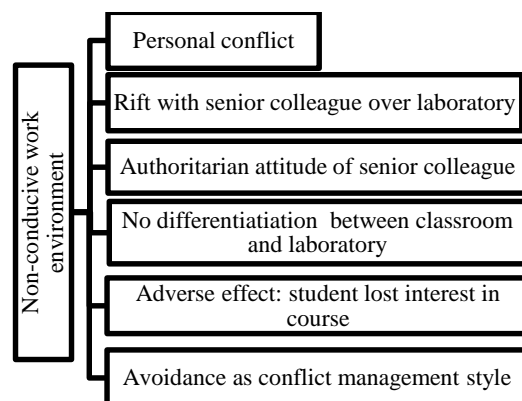 Non-conducive work
environment
Personal conflict
Rift with senior colleague over laboratory
Authoritarian attitude of senior colleague
No differentiatiation between classroom
and laboratory
Adverse effect: student lost interest in
course
Avoidance as conflict management style